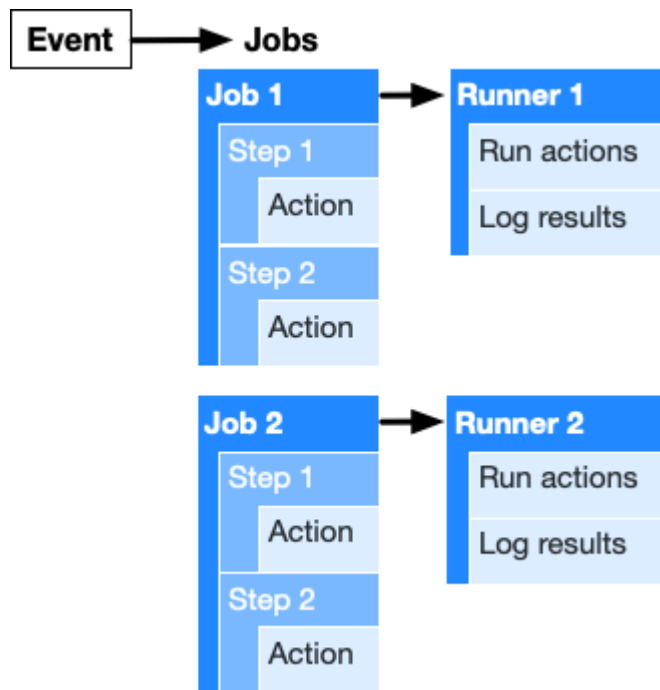 Event
Jobs
Job 1
Step 1
Action
Step 2
Action
Runner 1
Run actions
Log results
Job 2
Step 1
Action
Step 2
Action
Runner 2
Run actions
Log results